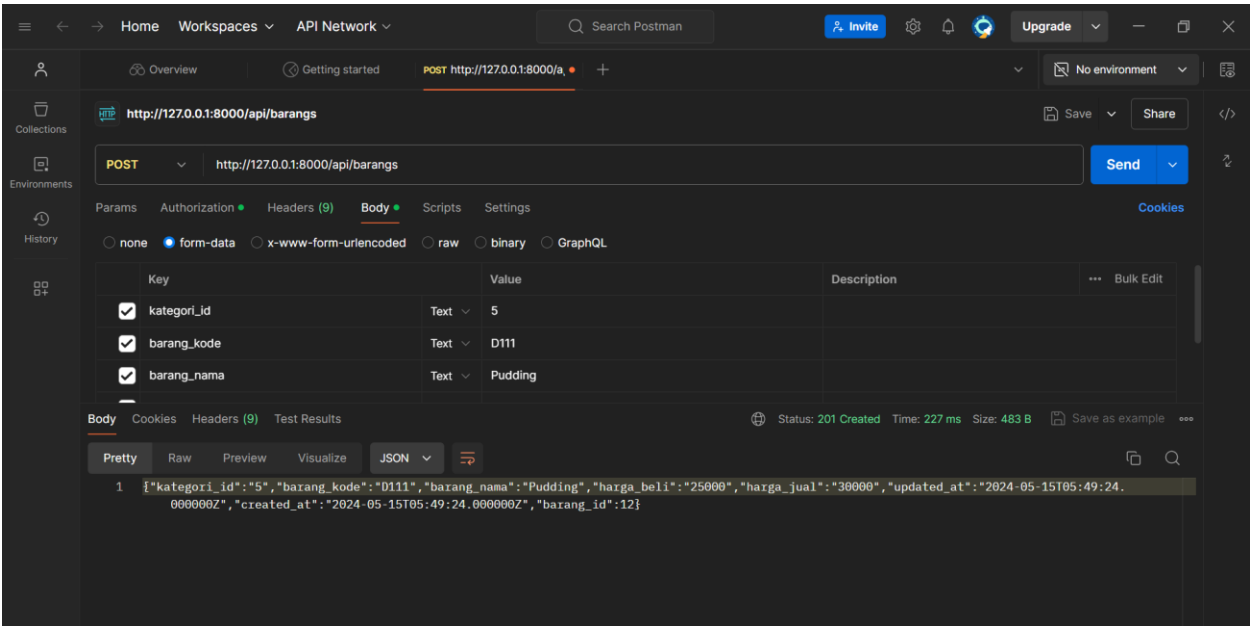 Home Workspaces API Network Search Postman Invite Upgrade
Overview Getting started POST http://127.0.0.1:8000/a No environment
HTTP http://127.0.0.1:8000/api/barangs Save Share
Collections
POST http://127.0.0.1:8000/api/barangs Send
Environments
Params Authorization Headers (9) Body Scripts Settings Cookies
History
none form-data x-www-form-urlencoded raw binary GraphQL
Key Value Description ••• Bulk Edit
kategori_id Text 5
barang_kode Text D111
barang_nama Text Pudding
Body Cookies Headers (9) Test Results Status: 201 Created Time: 227 ms Size: 483 B Save as example
Pretty Raw Preview Visualize JSON
1 {"kategori_id":"5","barang_kode":"D111","barang_nama":"Pudding","harga_beli":"25000","harga_jual":"30000","updated_at":"2024-05-15T05:49:24.
000000Z","created_at":"2024-05-15T05:49:24.000000Z","barang_id":12}